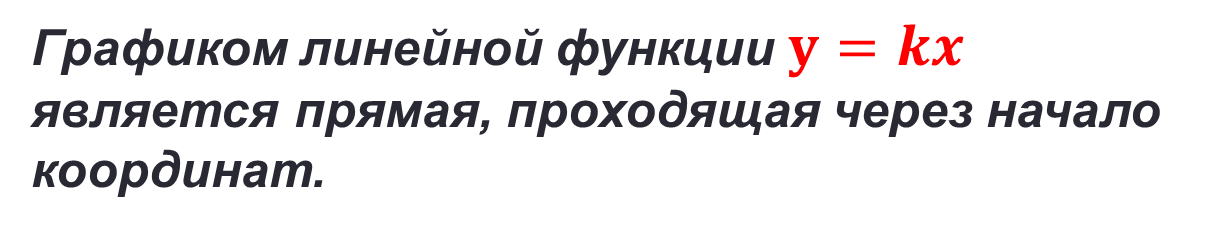 Графиком линейной функции y = kx
является прямая, проходящая через начало
координат.